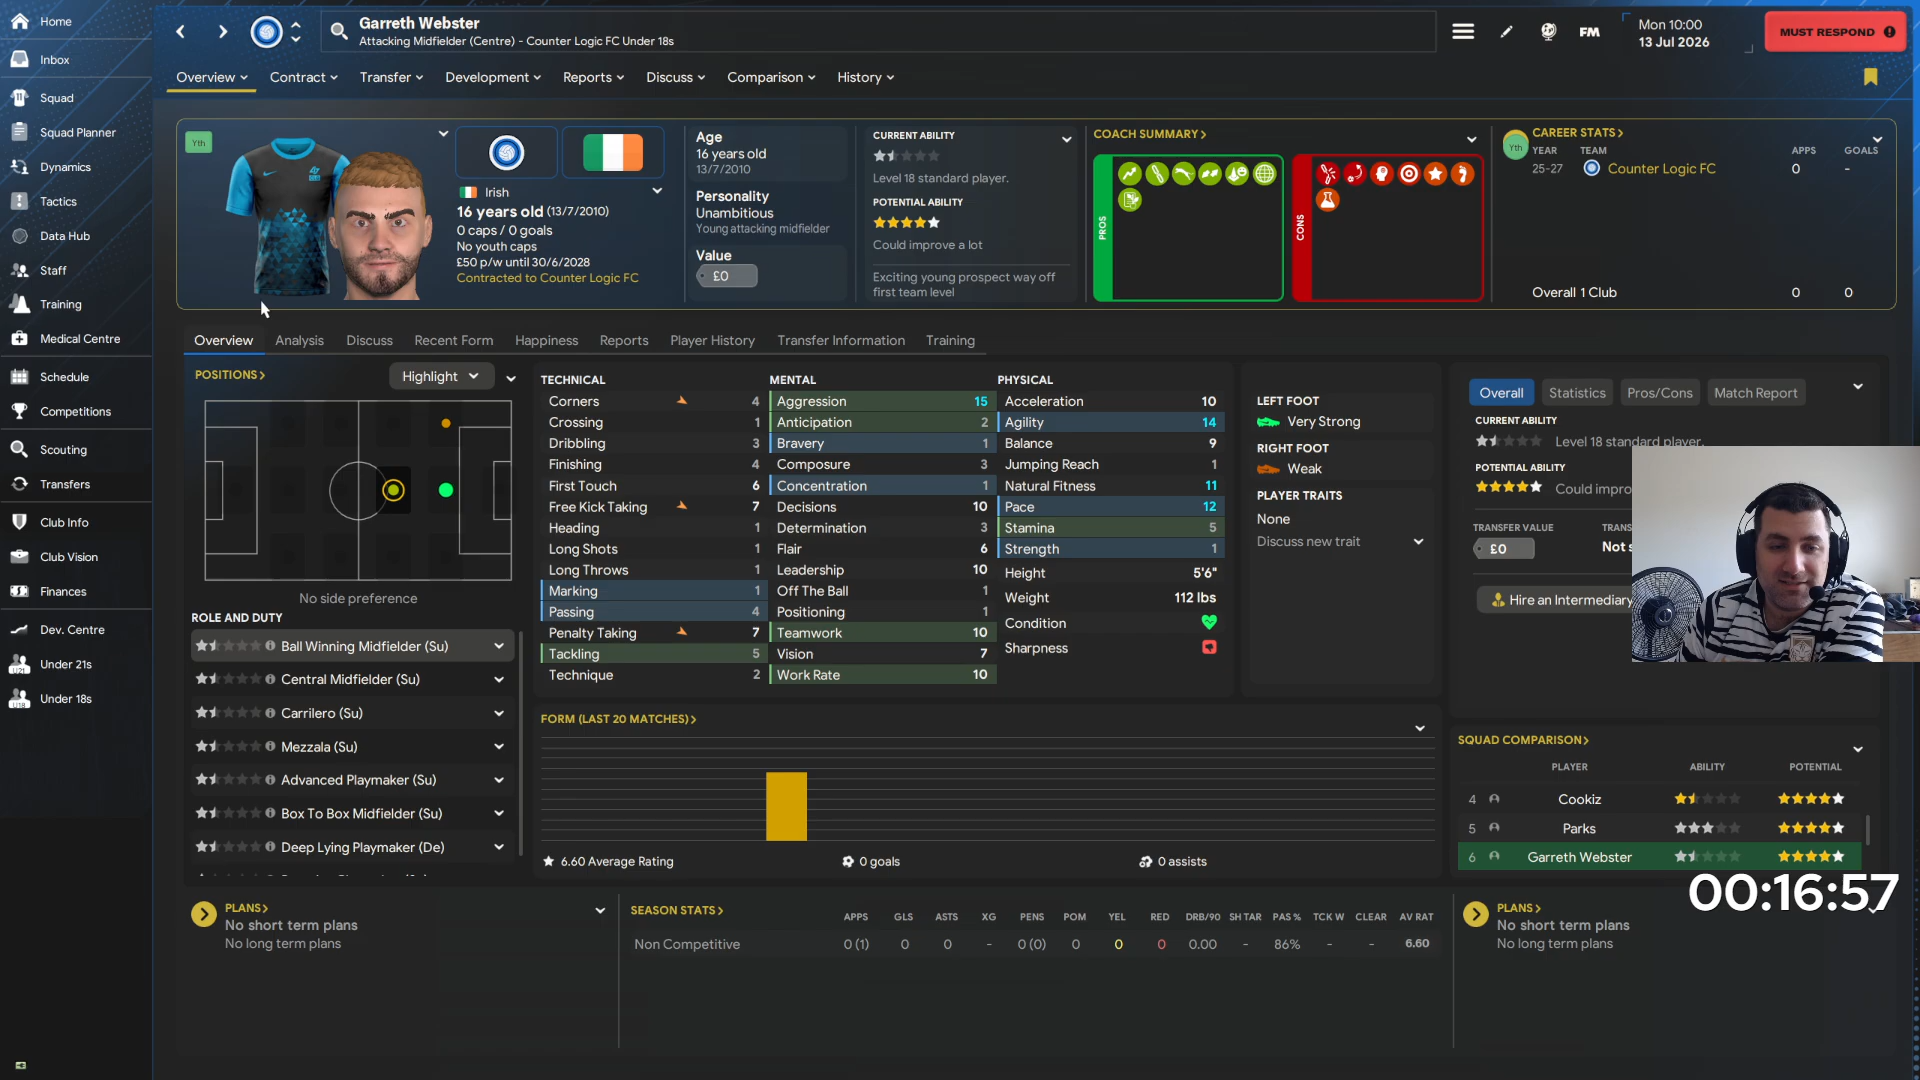 Home
Inbox
Squad
Squad Planner
Dynamics
Tactics
Data Hub
Staff
Training
Medical Centre
Schedule
Competitions
Scouting
Transfers
Club Info
Club Vision
Finances
Dev. Centre
Under 21s
Under 18s
Garreth Webster
Attacking Midfielder (Centre) - Counter Logic FC Under 18s
FM
Mon 10:00
13 Jul 2026
MUST RESPOND
Overview Contract Transfer Development Reports Discuss Comparison History
Yth
Irish
16 years old (13/7/2010)
0 caps / 0 goals
No youth caps
£50 p/w until 30/6/2028
Contracted to Counter Logic FC
Age
16 years old
13/7/2010
Personality
Unambitious
Young attacking midfielder
Value
£0
CURRENT ABILITY
Level 18 standard player.
POTENTIAL ABILITY
Could improve a lot
Exciting young prospect way off
first team level
COACH SUMMARY >
PROS
CONS
CAREER STATS >
Yth
YEAR TEAM APPS GOALS
25-27 Counter Logic FC 0 -
Overall 1 Club 0 0
Overview Analysis Discuss Recent Form Happiness Reports Player History Transfer Information Training
POSITIONS >
Highlight
No side preference
ROLE AND DUTY
Ball Winning Midfielder (Su)
Central Midfielder (Su)
Carrilero (Su)
Mezzala (Su)
Advanced Playmaker (Su)
Box To Box Midfielder (Su)
Deep Lying Playmaker (De)
TECHNICAL
Corners 4
Crossing 1
Dribbling 3
Finishing 4
First Touch 6
Free Kick Taking 7
Heading 1
Long Shots 1
Long Throws 1
Marking 1
Passing 4
Penalty Taking 7
Tackling 5
Technique 2
MENTAL
Aggression 15
Anticipation 2
Bravery 1
Composure 3
Concentration 1
Decisions 10
Determination 3
Flair 6
Leadership 10
Off The Ball 1
Positioning 1
Teamwork 10
Vision 7
Work Rate 10
PHYSICAL
Acceleration 10
Agility 14
Balance 9
Jumping Reach 1
Natural Fitness 11
Pace 12
Stamina 5
Strength 1
Height 5'6"
Weight 112 lbs
Condition
Sharpness
LEFT FOOT
Very Strong
RIGHT FOOT
Weak
PLAYER TRAITS
None
Discuss new trait
Overall Statistics Pros/Cons Match Report
CURRENT ABILITY
Level 18 standard player.
POTENTIAL ABILITY
Could
TRANSFER VALUE
£0
Not
Hire an Intermediary
FORM (LAST 20 MATCHES) >
6.60 Average Rating
0 goals
0 assists
SQUAD COMPARISON >
PLAYER ABILITY POTENTIAL
4 Cookiz
5 Parks
6 Garreth Webster
00:16:57
PLANS >
No short term plans
No long term plans
SEASON STATS >
APPS GLS ASTS XG PENS POM YEL RED DRB/90 SH TAR PAS % TCK W CLEAR AV RAT
Non Competitive 0 (1) 0 0 - 0 (0) 0 0 0 0.00 - 86% - - 6.60
PLANS >
No short term plans
No long term plans